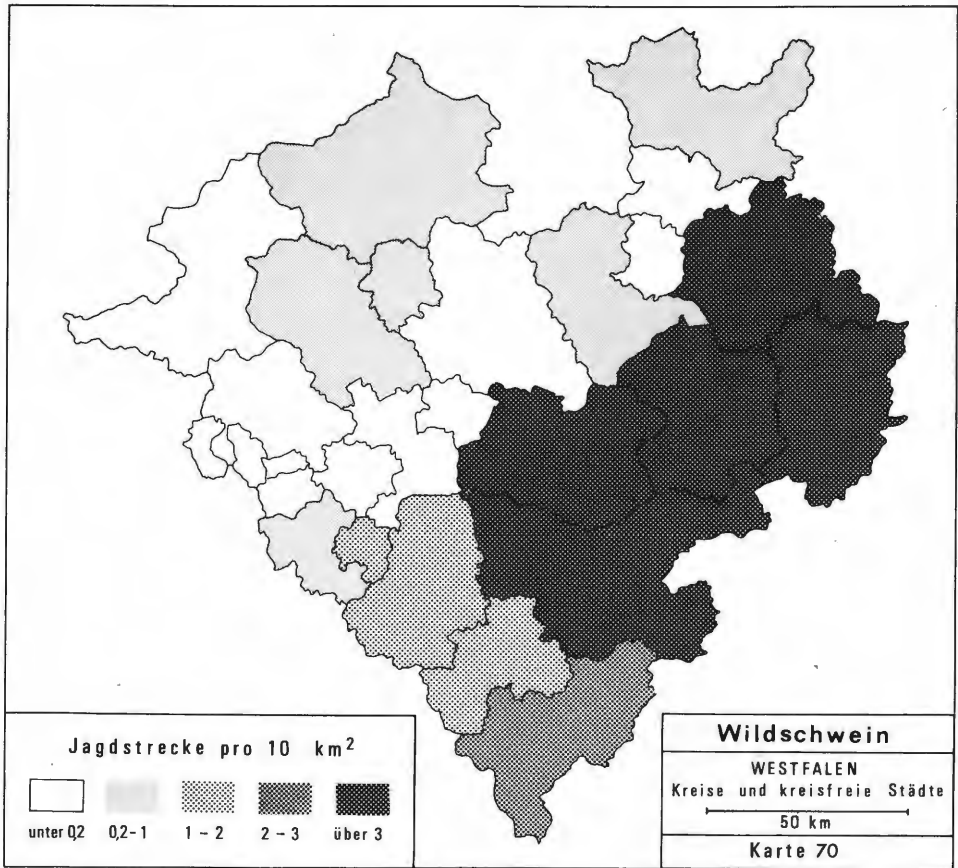 Jagdstrecke pro 10 km²
unter 0,2
0,2-1
1 - 2
2 - 3
über 3
Wildschwein
WESTFALEN
Kreise und kreisfreie Städte
50 km
Karte 70